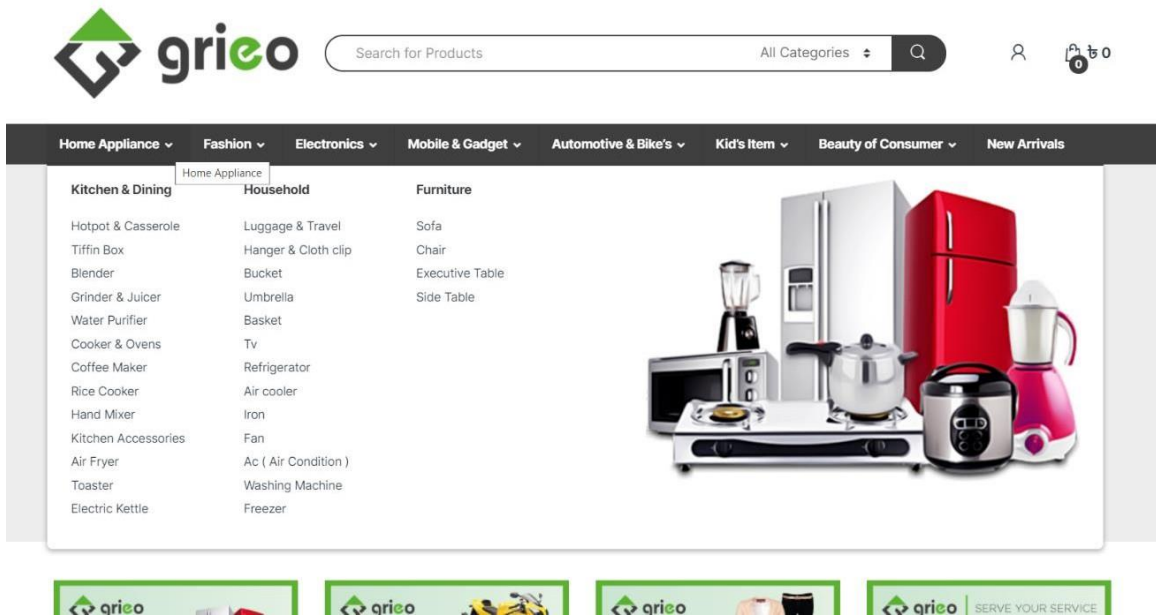 grieo
Search for Products All Categories ৳ 0
0
Home Appliance Fashion Electronics Mobile & Gadget Automotive & Bike's Kid's Item Beauty of Consumer New Arrivals
Home Appliance
Kitchen & Dining Household Furniture
Hotpot & Casserole Luggage & Travel Sofa
Tiffin Box Hanger & Cloth clip Chair
Blender Bucket Executive Table
Grinder & Juicer Umbrella Side Table
Water Purifier Basket
Cooker & Ovens Tv
Coffee Maker Refrigerator
Rice Cooker Air cooler
Hand Mixer Iron
Kitchen Accessories Fan
Air Fryer Ac ( Air Condition )
Toaster Washing Machine
Electric Kettle Freezer
grieo grieo grieo grieo SERVE YOUR SERVICE